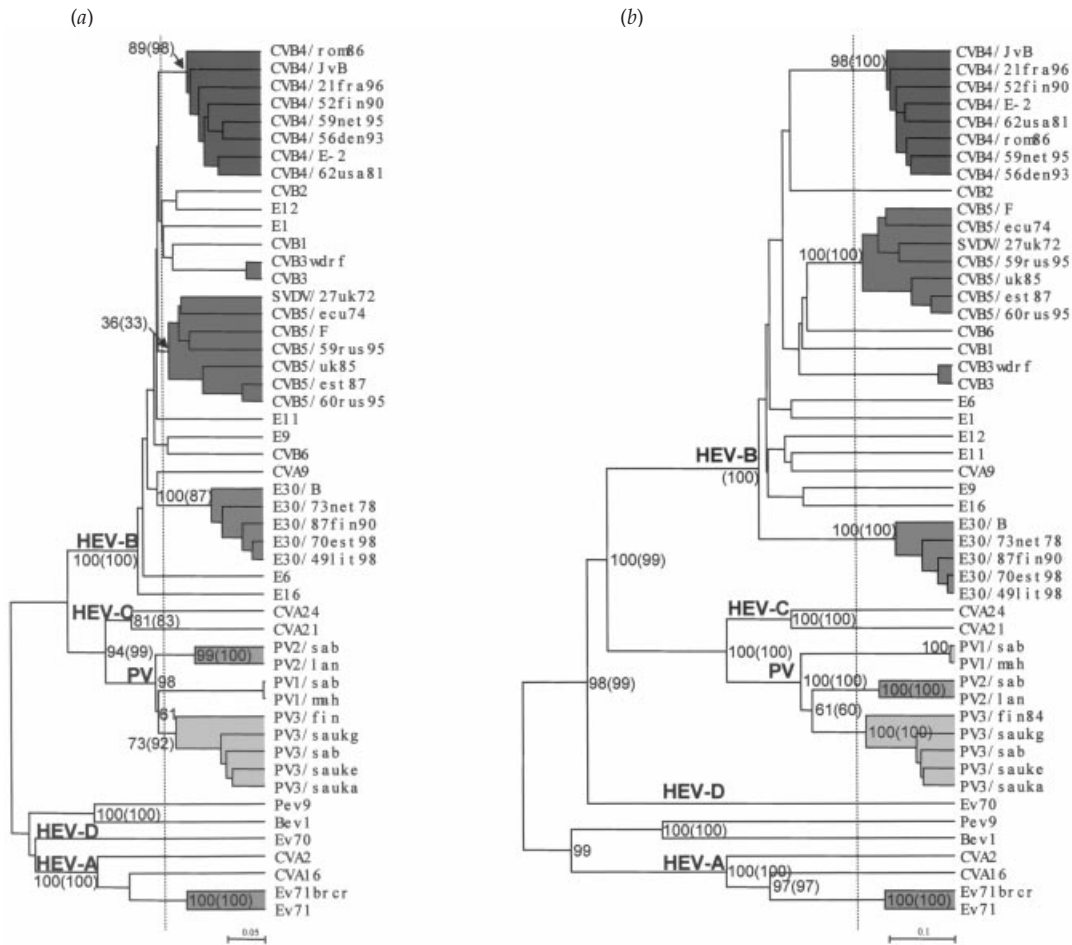 (a)
89(98)
CVB4/rom86
CVB4/JvB
CVB4/21fra96
CVB4/52fin90
CVB4/59net95
CVB4/56den93
CVB4/E-2
CVB4/62usa81
CVB2
E12
E1
CVB1
CVB3wdrf
CVB3
SVDV/27uk72
36(33)
CVB5/ecu74
CVB5/F
CVB5/59rus95
CVB5/uk85
CVB5/est87
CVB5/60rus95
E11
E9
CVB6
CVA9
100(87)
E30/B
E30/73net78
E30/87fin90
E30/70est98
E30/49lit98
HEV-B
100(100)
E6
E16
HEV-C
CVA24
81(83)
CVA21
94(99)
PV2/sab
99(100)
PV2/lan
PV
98
PV1/sab
PV1/mah
61
PV3/fin
73(92)
PV3/saukg
PV3/sab
PV3/sauke
PV3/sauka
Pev9
100(100)
Bev1
HEV-D
Ev70
HEV-A
CVA2
100(100)
CVA16
Ev71brcr
100(100)
Ev71
0.05
(b)
98(100)
CVB4/JvB
CVB4/21fra96
CVB4/52fin90
CVB4/E-2
CVB4/62usa81
CVB4/rom86
CVB4/59net95
CVB4/56den93
CVB2
CVB5/F
CVB5/ecu74
SVDV/27uk72
100(100)
CVB5/59rus95
CVB5/uk85
CVB5/est87
CVB5/60rus95
CVB6
CVB1
CVB3wdrf
CVB3
E6
E1
E12
E11
HEV-B
(100)
CVA9
E9
E16
100(100)
E30/B
E30/73net78
E30/87fin90
E30/70est98
E30/49lit98
100(99)
HEV-C
CVA24
100(100)
CVA21
100(100)
100
PV1/sab
PV1/mah
PV
100(100)
PV2/sab
100(100)
PV2/lan
61(60)
98(99)
PV3/fin84
100(100)
PV3/saukg
PV3/sab
PV3/sauke
PV3/sauka
HEV-D
Ev70
Pev9
100(100)
Bev1
99
HEV-A
CVA2
100(100)
CVA16
97(97)
Ev71brcr
100(100)
Ev71
0.1